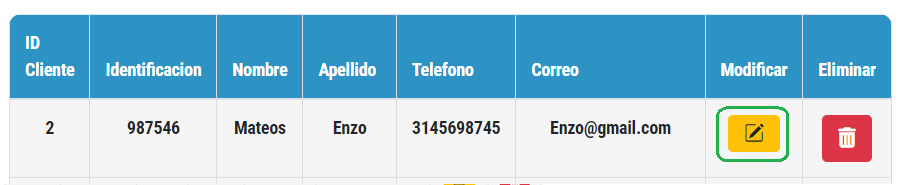 ID
Cliente Identificacion Nombre Apellido Telefono Correo Modificar Eliminar
2 987546 Mateos Enzo 3145698745 Enzo@gmail.com